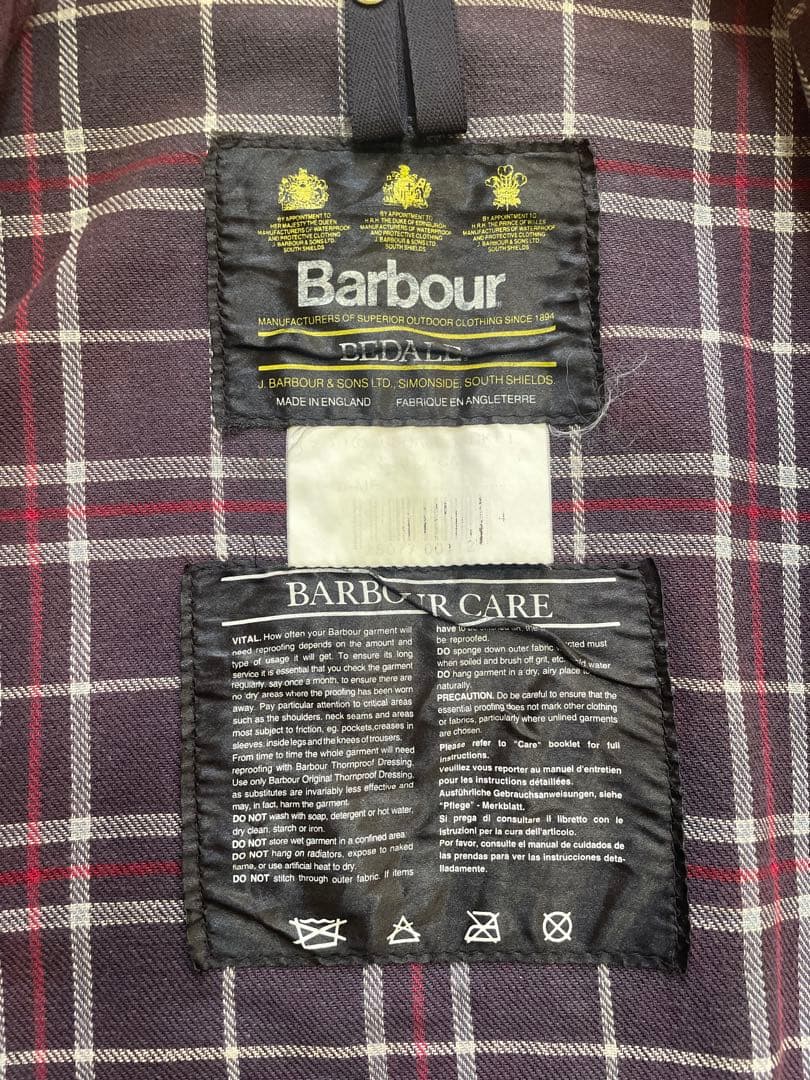 BY APPOINTMENT TO
HER MAJESTY THE QUEEN
MANUFACTURERS OF WATERPROOF
AND PROTECTIVE CLOTHING
J. BARBOUR & SONS LTD.
SOUTH SHIELDS
BY APPOINTMENT TO
H.R.H. THE DUKE OF EDINBURGH
MANUFACTURERS OF WATERPROOF
AND PROTECTIVE CLOTHING
J. BARBOUR & SONS LTD.
SOUTH SHIELDS
BY APPOINTMENT TO
H.R.H. THE PRINCE OF WALES
MANUFACTURERS OF WATERPROOF
AND PROTECTIVE CLOTHING
J. BARBOUR & SONS LTD.
SOUTH SHIELDS
Barbour
MANUFACTURERS OF SUPERIOR OUTDOOR CLOTHING SINCE 1894
BEDALE
J. BARBOUR & SONS LTD., SIMONSIDE, SOUTH SHIELDS.
MADE IN ENGLAND FABRIQUE EN ANGLETERRE
BARBOUR CARE
VITAL. How often your Barbour garment will
need reproofing depends on the amount and
type of usage it will get. To ensure its long
service it is essential that you check the garment
regularly, say once a month, to ensure there are
no dry areas where the proofing has been worn
away. Pay particular attention to critical areas
such as the shoulders, neck seams and areas
most subject to friction, eg. pockets,creases in
sleeves, inside legs and the knees of trousers.
From time to time the whole garment will need
reproofing with Barbour Thornproof Dressing.
Use only Barbour Original Thornproof Dressing,
as substitutes are invariably less effective and
may, in fact, harm the garment.
DO NOT wash with soap, detergent or hot water,
dry clean, starch or iron.
DO NOT store wet garment in a confined area.
DO NOT hang on radiators, expose to naked
flame, or use artificial heat to dry.
DO NOT stitch through outer fabric. If items
have to be
be reproofed.
DO sponge down outer fabric must
when soiled and brush off grit, etc. water
DO hang garment in a dry, airy place
naturally.
PRECAUTION. Do be careful to ensure that the
essential proofing does not mark other clothing
or fabrics, particularly where unlined garments
are chosen.
Please refer to "Care" booklet for full
instructions.
Veuillez vous reporter au manuel d'entretien
pour les instructions détaillées.
Ausführliche Gebrauchsanweisungen, siehe
"Pflege" - Merkblatt.
Si prega di consultare il libretto con le
istruzioni per la cura dell'articolo.
Por favor, consulte el manual de cuidados de
las prendas para ver las instrucciones deta-
lladamente.